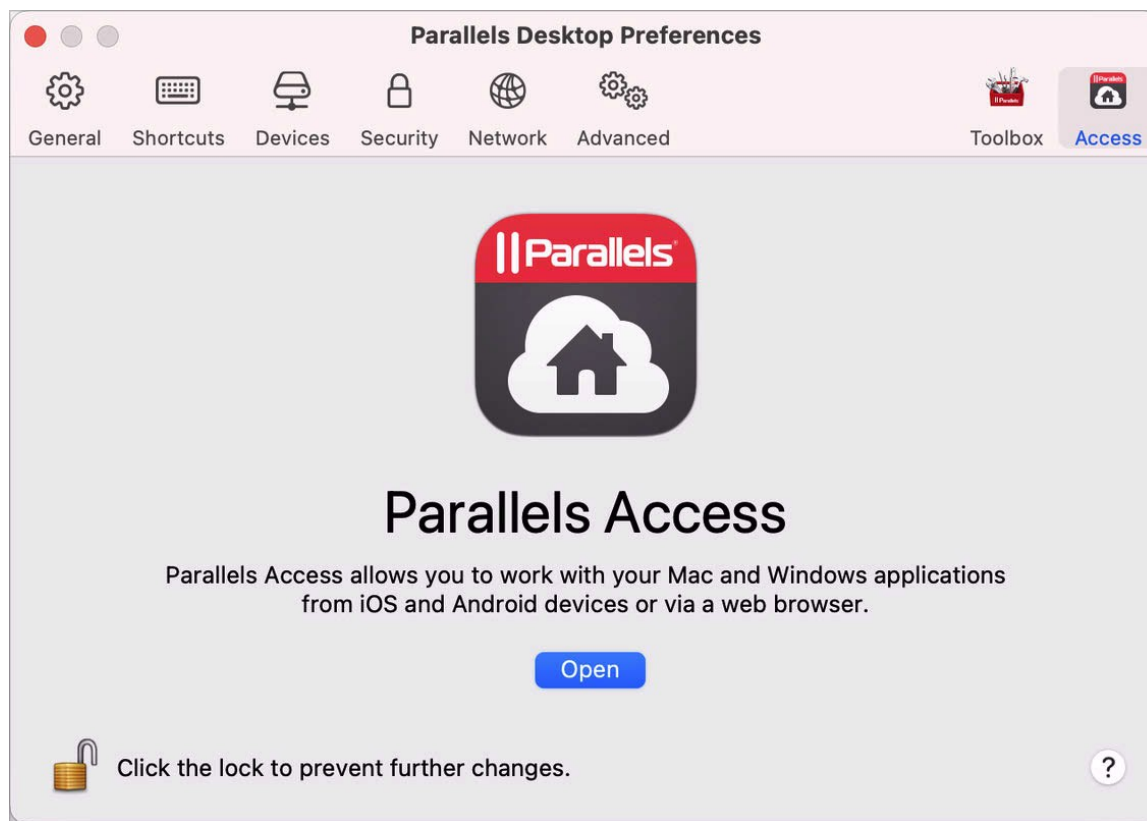 Parallels Desktop Preferences
General Shortcuts Devices Security Network Advanced Toolbox Access
Parallels
Parallels Access
Parallels Access allows you to work with your Mac and Windows applications
from iOS and Android devices or via a web browser.
Open
Click the lock to prevent further changes.
?